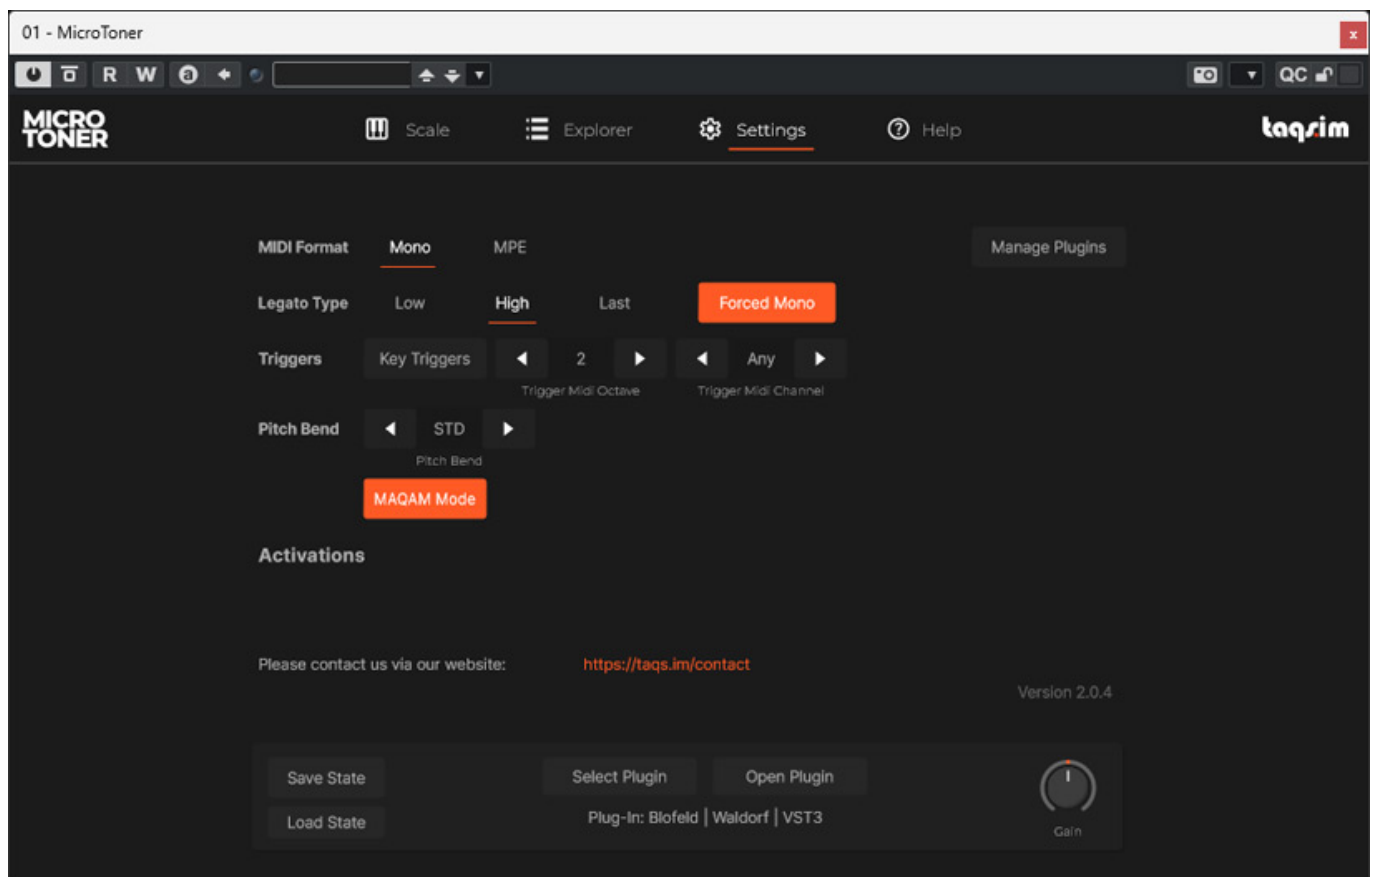 01 - MicroToner
x
R W a QC
MICRO
TONER
Scale Explorer Settings ? Help
taqsim
MIDI Format Mono MPE Manage Plugins
Legato Type Low High Last Forced Mono
Triggers Key Triggers 2 Any
Trigger Midi Octave Trigger Midi Channel
Pitch Bend STD
Pitch Bend
MAQAM Mode
Activations
Please contact us via our website: https://taqs.im/contact
Version 2.0.4
Save State Select Plugin Open Plugin
Load State Plug-In: Blofeld | Waldorf | VST3
Gain